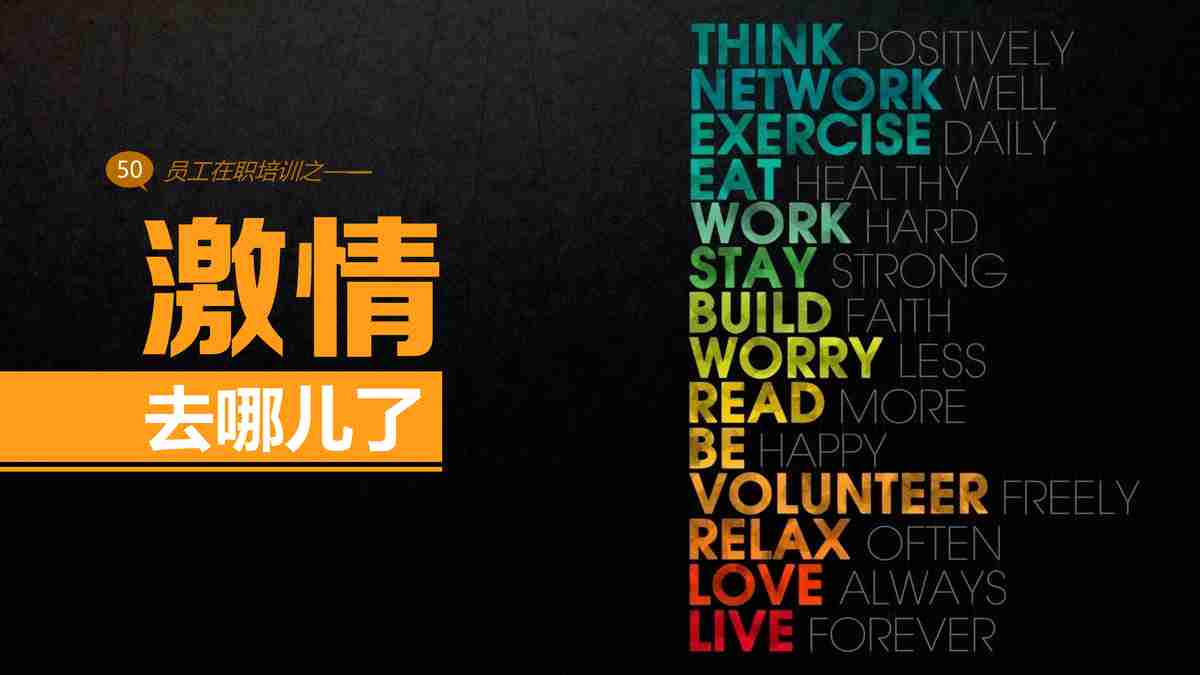 50 员工在职培训之——
激情
去哪儿了
THINK POSITIVELY
NETWORK WELL
EXERCISE DAILY
EAT HEALTHY
WORK HARD
STAY STRONG
BUILD FAITH
WORRY LESS
READ MORE
BE HAPPY
VOLUNTEER FREELY
RELAX OFTEN
LOVE ALWAYS
LIVE FOREVER